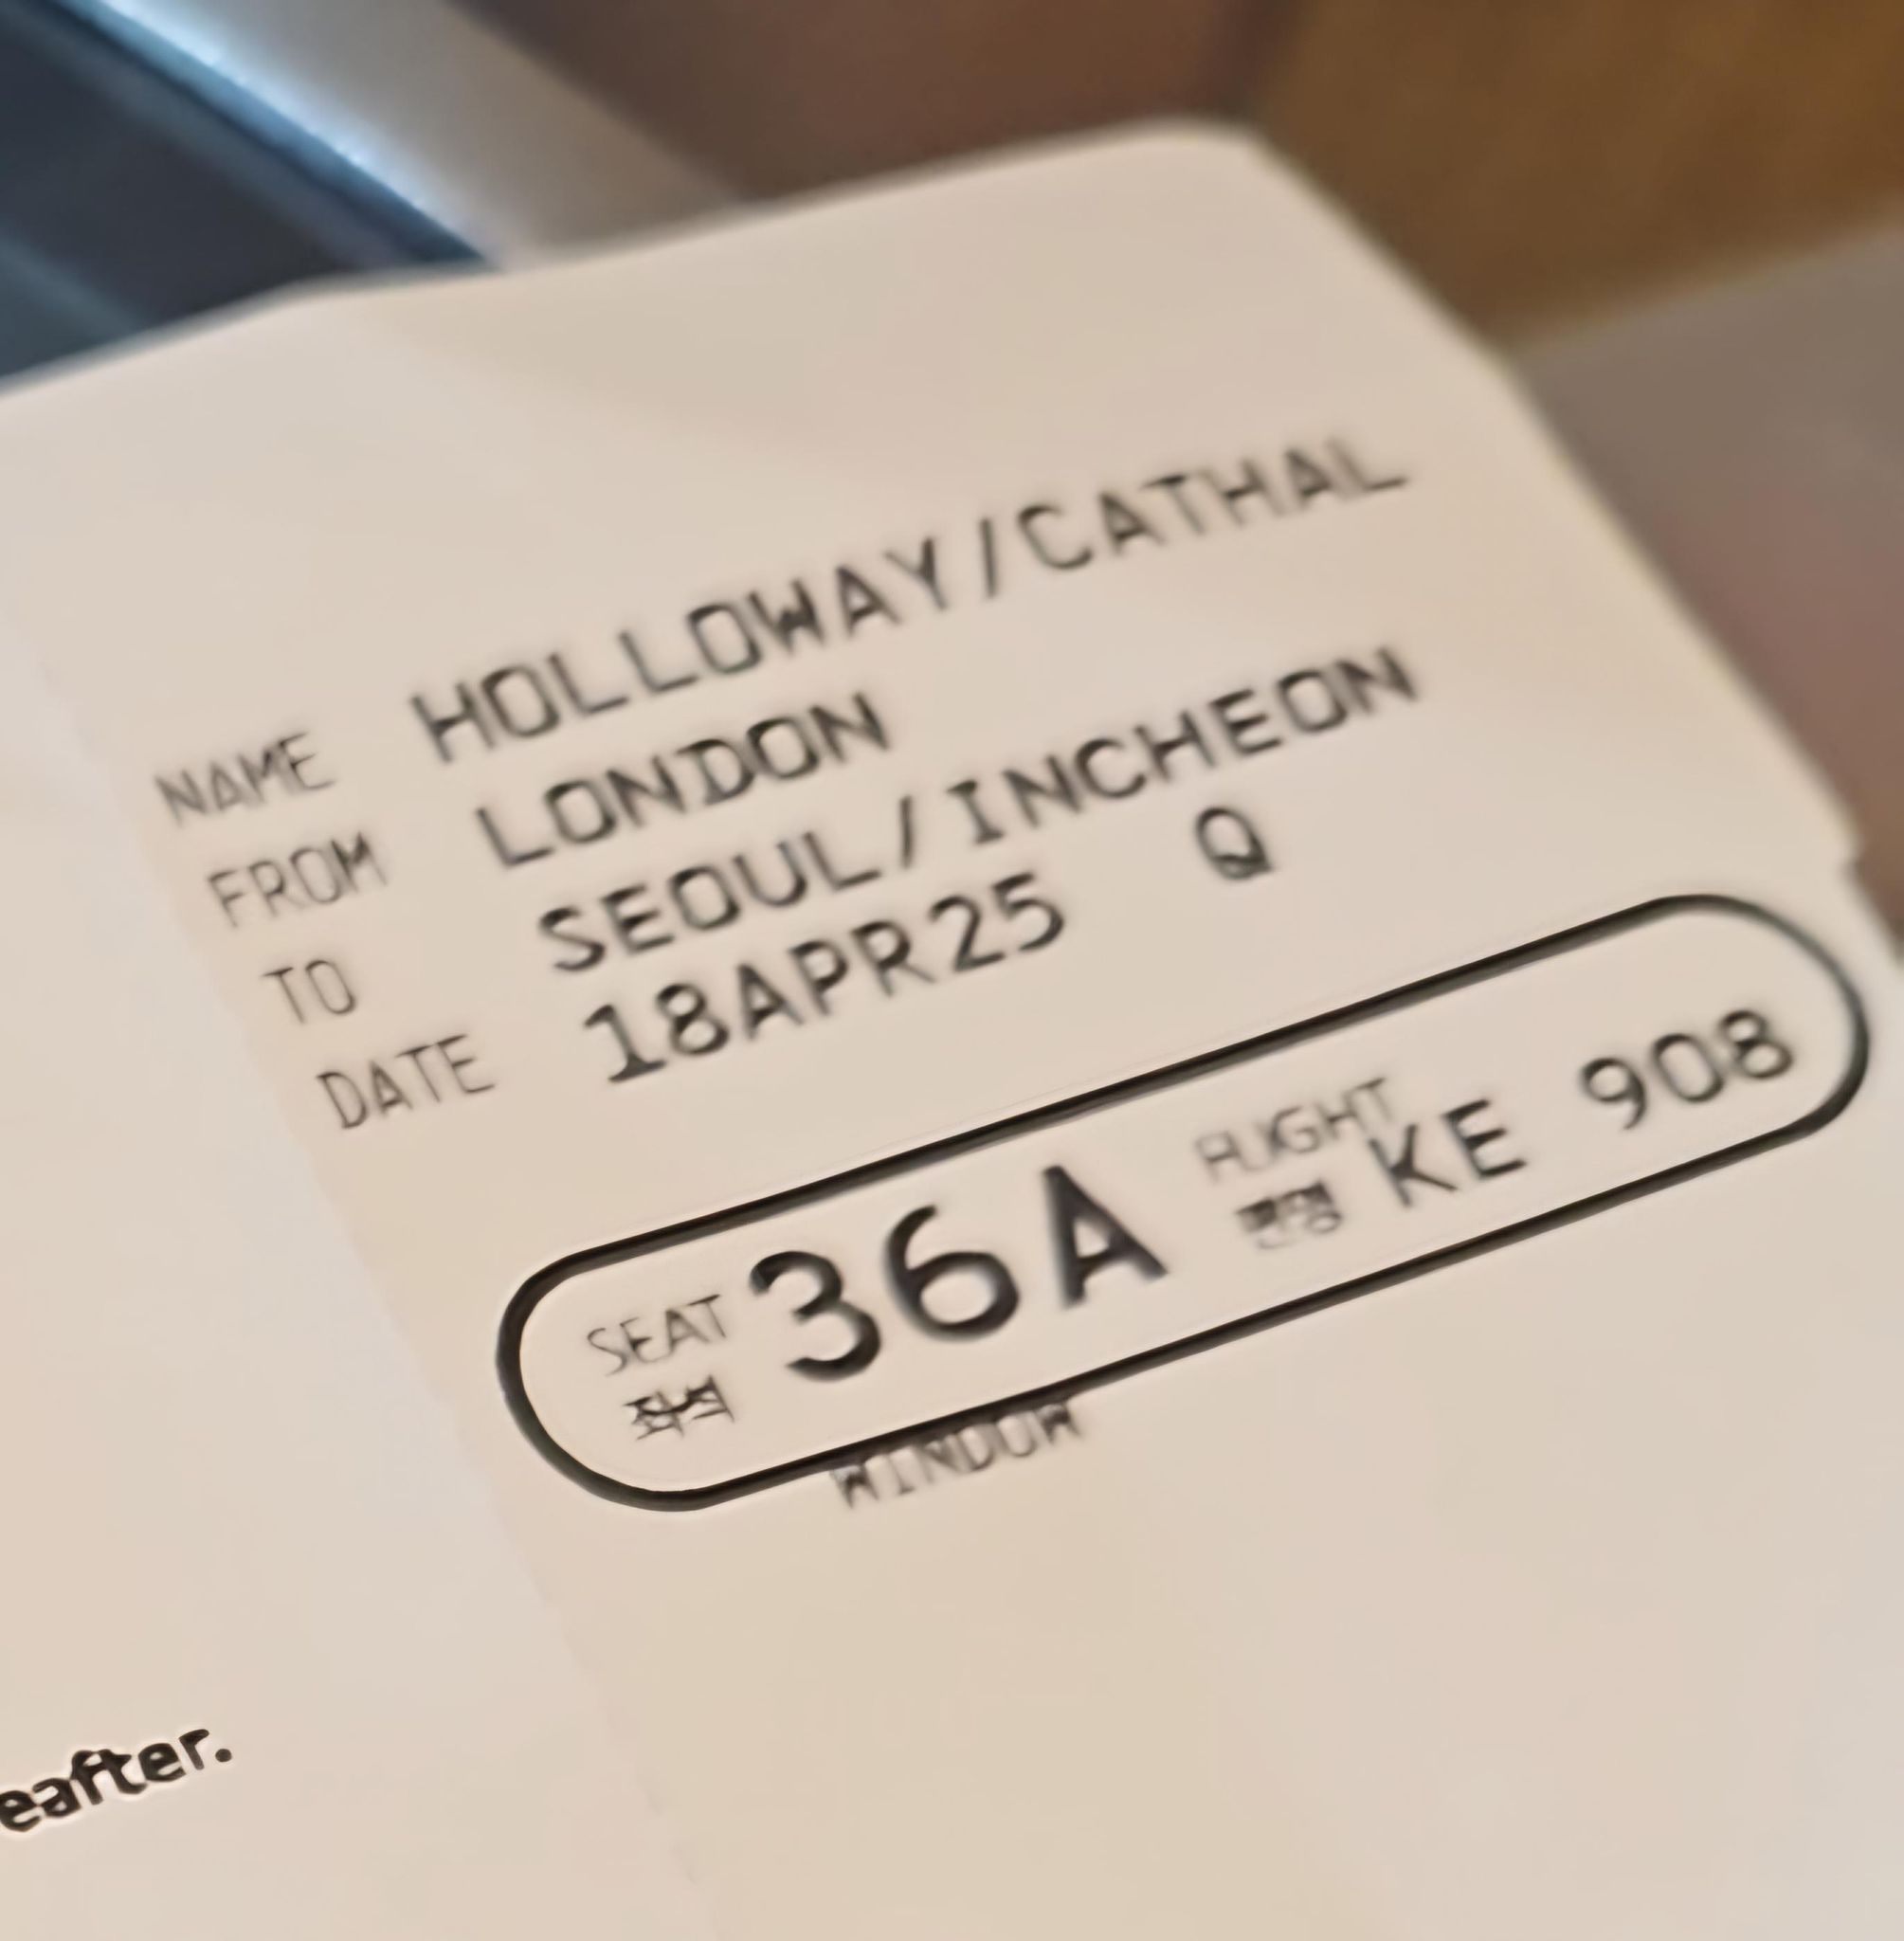 NAME HOLLOWAY/CATHAL
FROM LONDON
TO SEOUL/INCHEON
DATE 18APR25 Q
SEAT 36A FLIGHT KE 908
좌석
WINDOW
eafter.